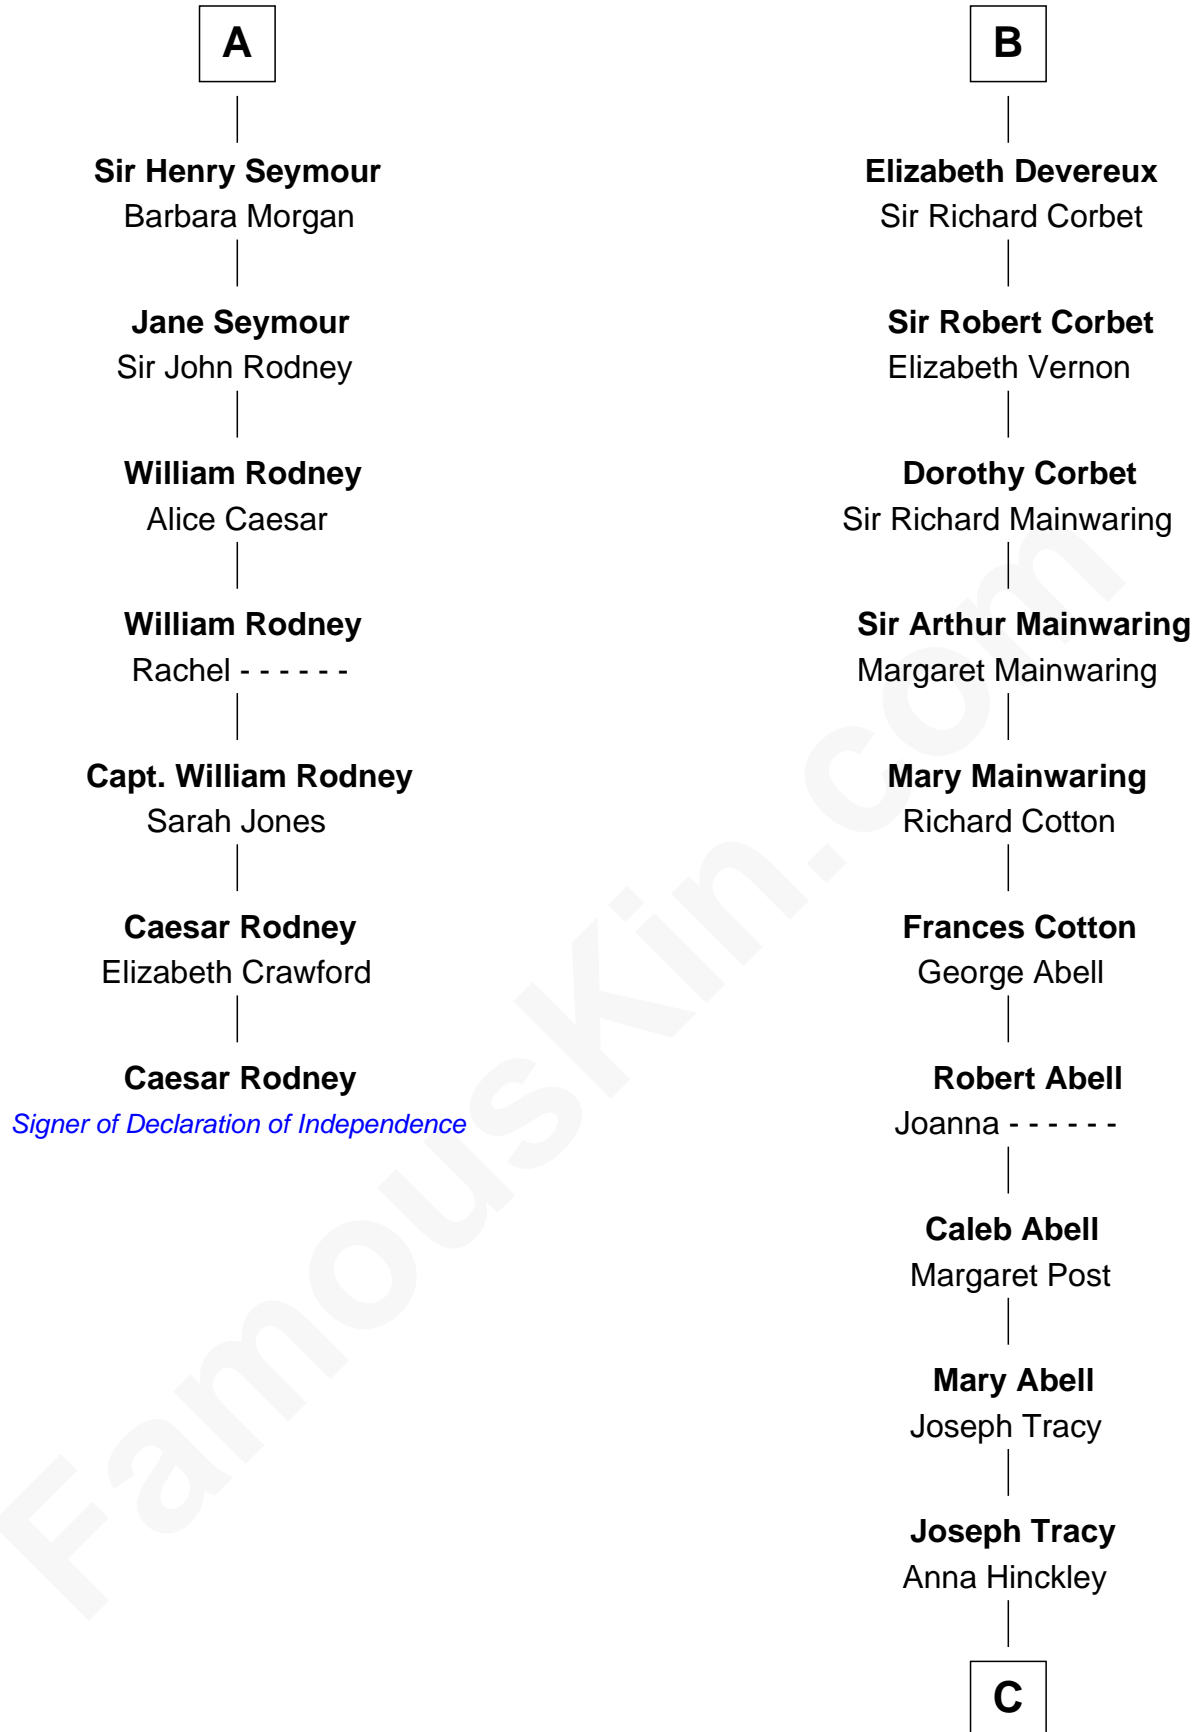 A
Sir Henry Seymour
Barbara Morgan
Jane Seymour
Sir John Rodney
William Rodney
Alice Caesar
William Rodney
Rachel - - - - - -
Capt. William Rodney
Sarah Jones
Caesar Rodney
Elizabeth Crawford
Caesar Rodney
Signer of Declaration of Independence
B
Elizabeth Devereux
Sir Richard Corbet
Sir Robert Corbet
Elizabeth Vernon
Dorothy Corbet
Sir Richard Mainwaring
Sir Arthur Mainwaring
Margaret Mainwaring
Mary Mainwaring
Richard Cotton
Frances Cotton
George Abell
Robert Abell
Joanna - - - - - -
Caleb Abell
Margaret Post
Mary Abell
Joseph Tracy
Joseph Tracy
Anna Hinckley
C
FamousKin.com